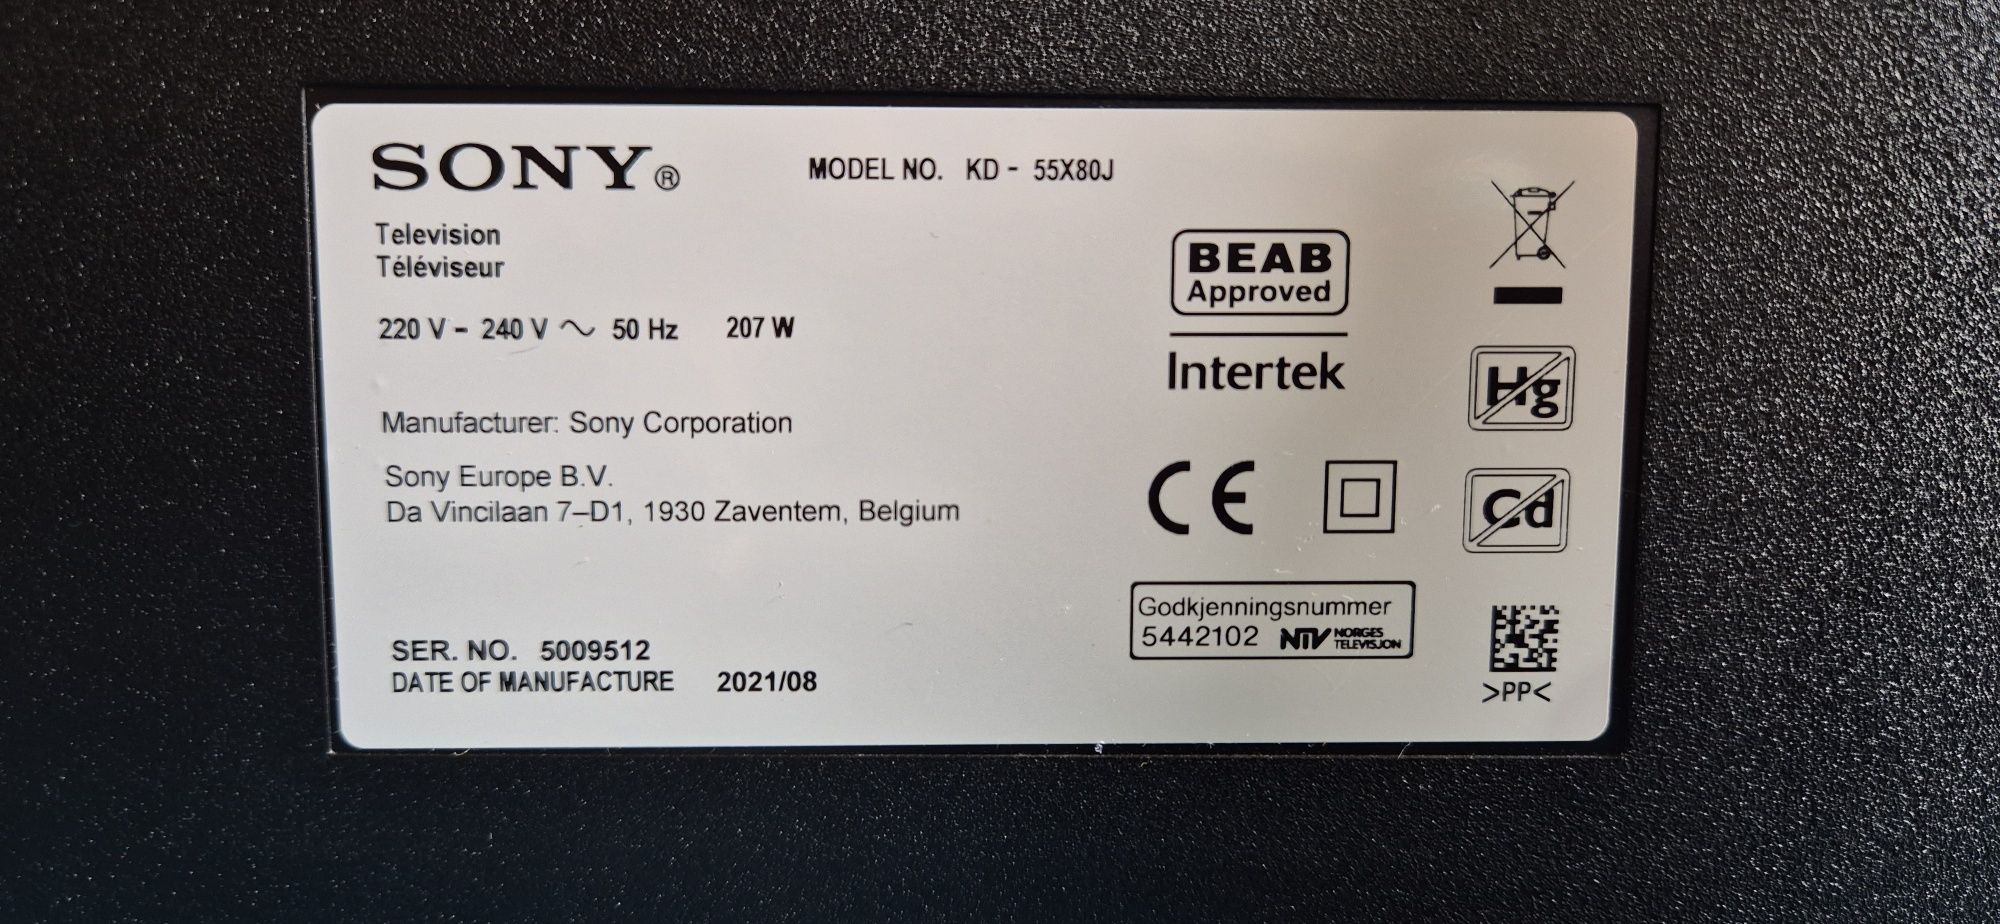 SONY®
MODEL NO. KD - 55X80J
Television
Téléviseur
220 V - 240 V ~ 50 Hz 207 W
Manufacturer: Sony Corporation
Sony Europe B.V.
Da Vincilaan 7–D1, 1930 Zaventem, Belgium
SER. NO. 5009512
DATE OF MANUFACTURE 2021/08
BEAB
Approved
Intertek
CE
Godkjenningsnummer
5442102 NTV NORGES
TELEVISJON
Hg
Cd
>PP<